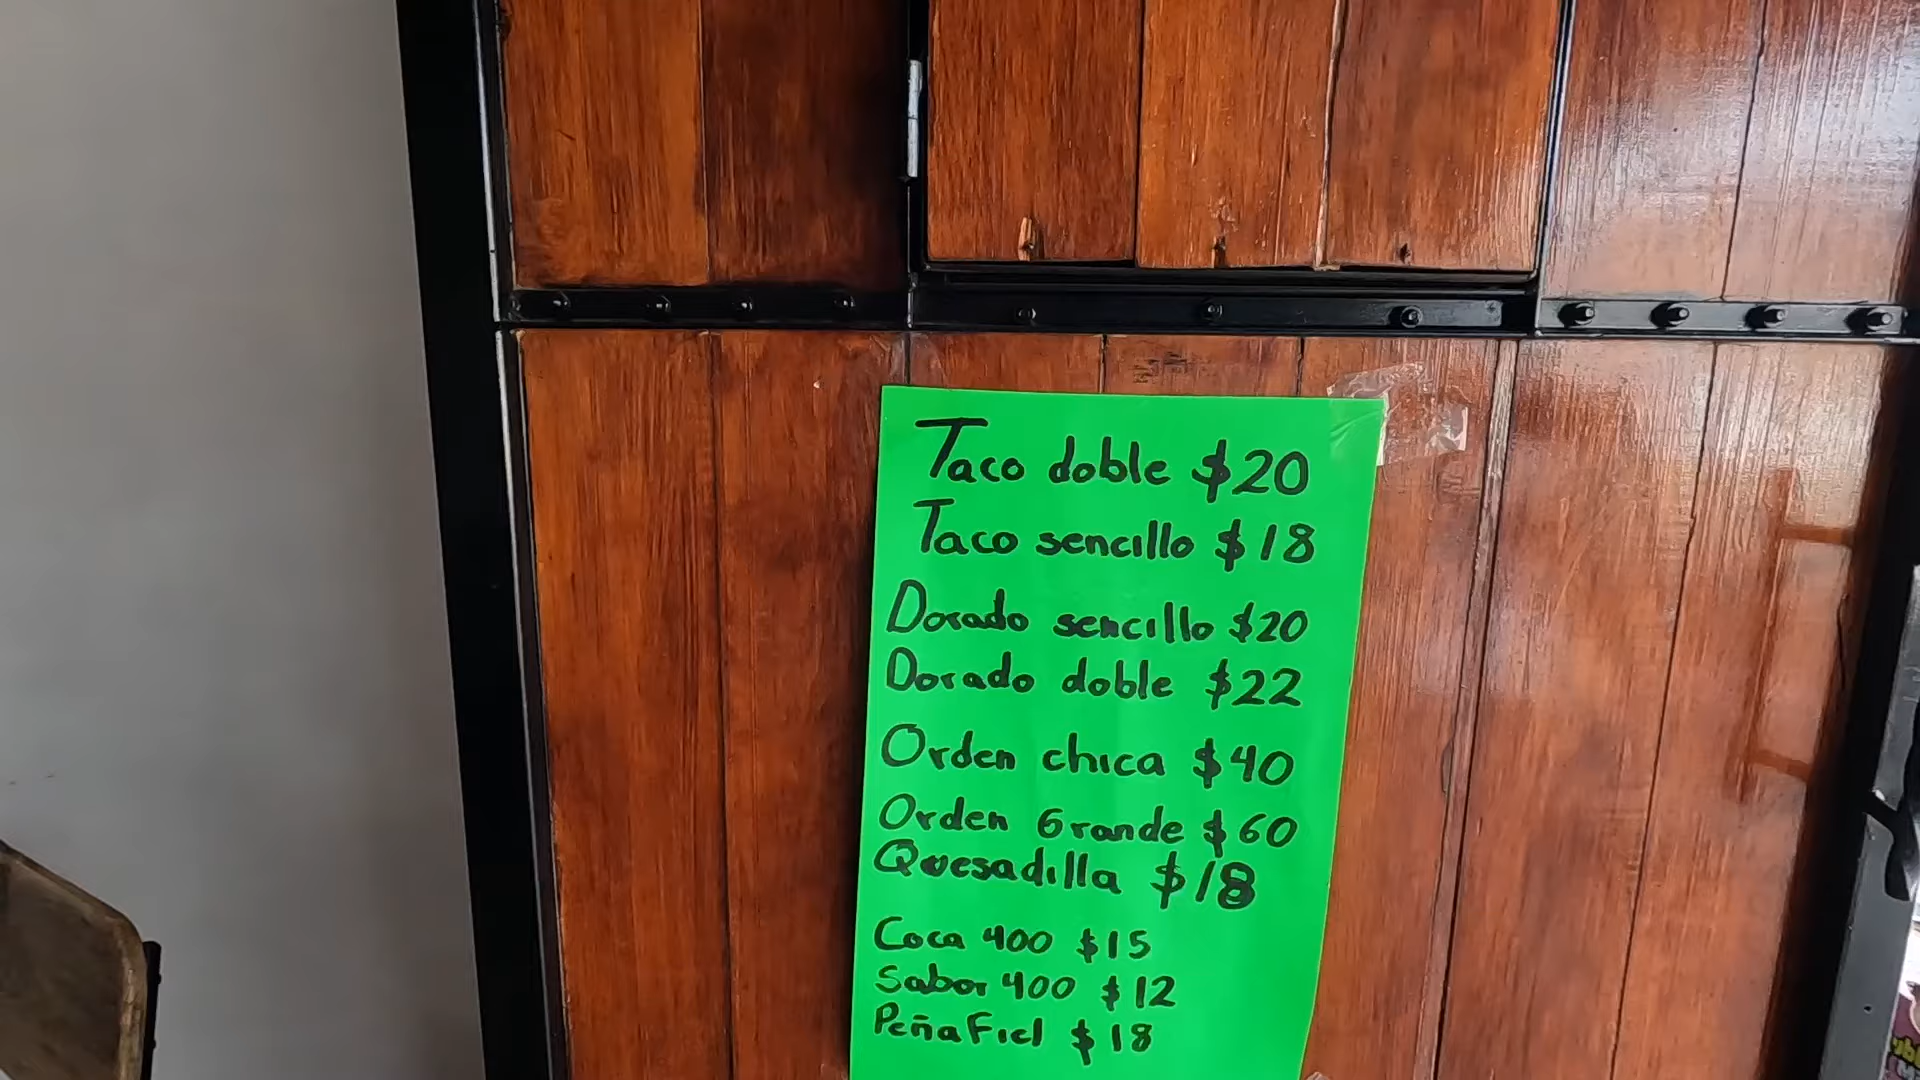 Taco doble $20
Taco sencillo $18
Dorado sencillo $20
Dorado doble $22
Orden chica $40
Orden Grande $60
Quesadilla $18
Coca 400 $15
Sabor 400 $12
Peñafiel $18